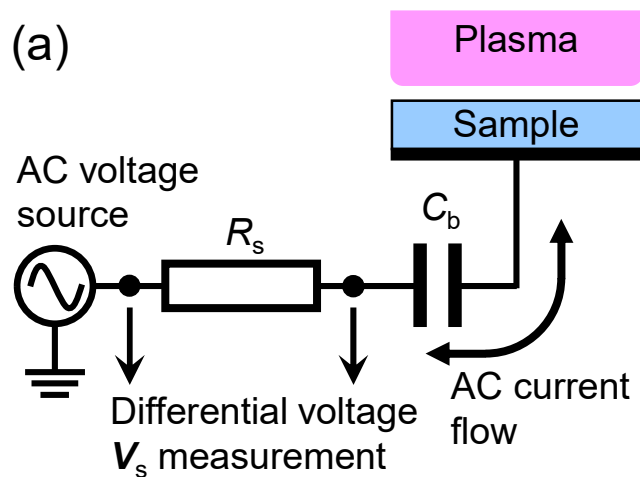 (a)
Plasma
Sample
AC voltage
source
Rs
Cb
AC current
flow
Differential voltage
Vs measurement